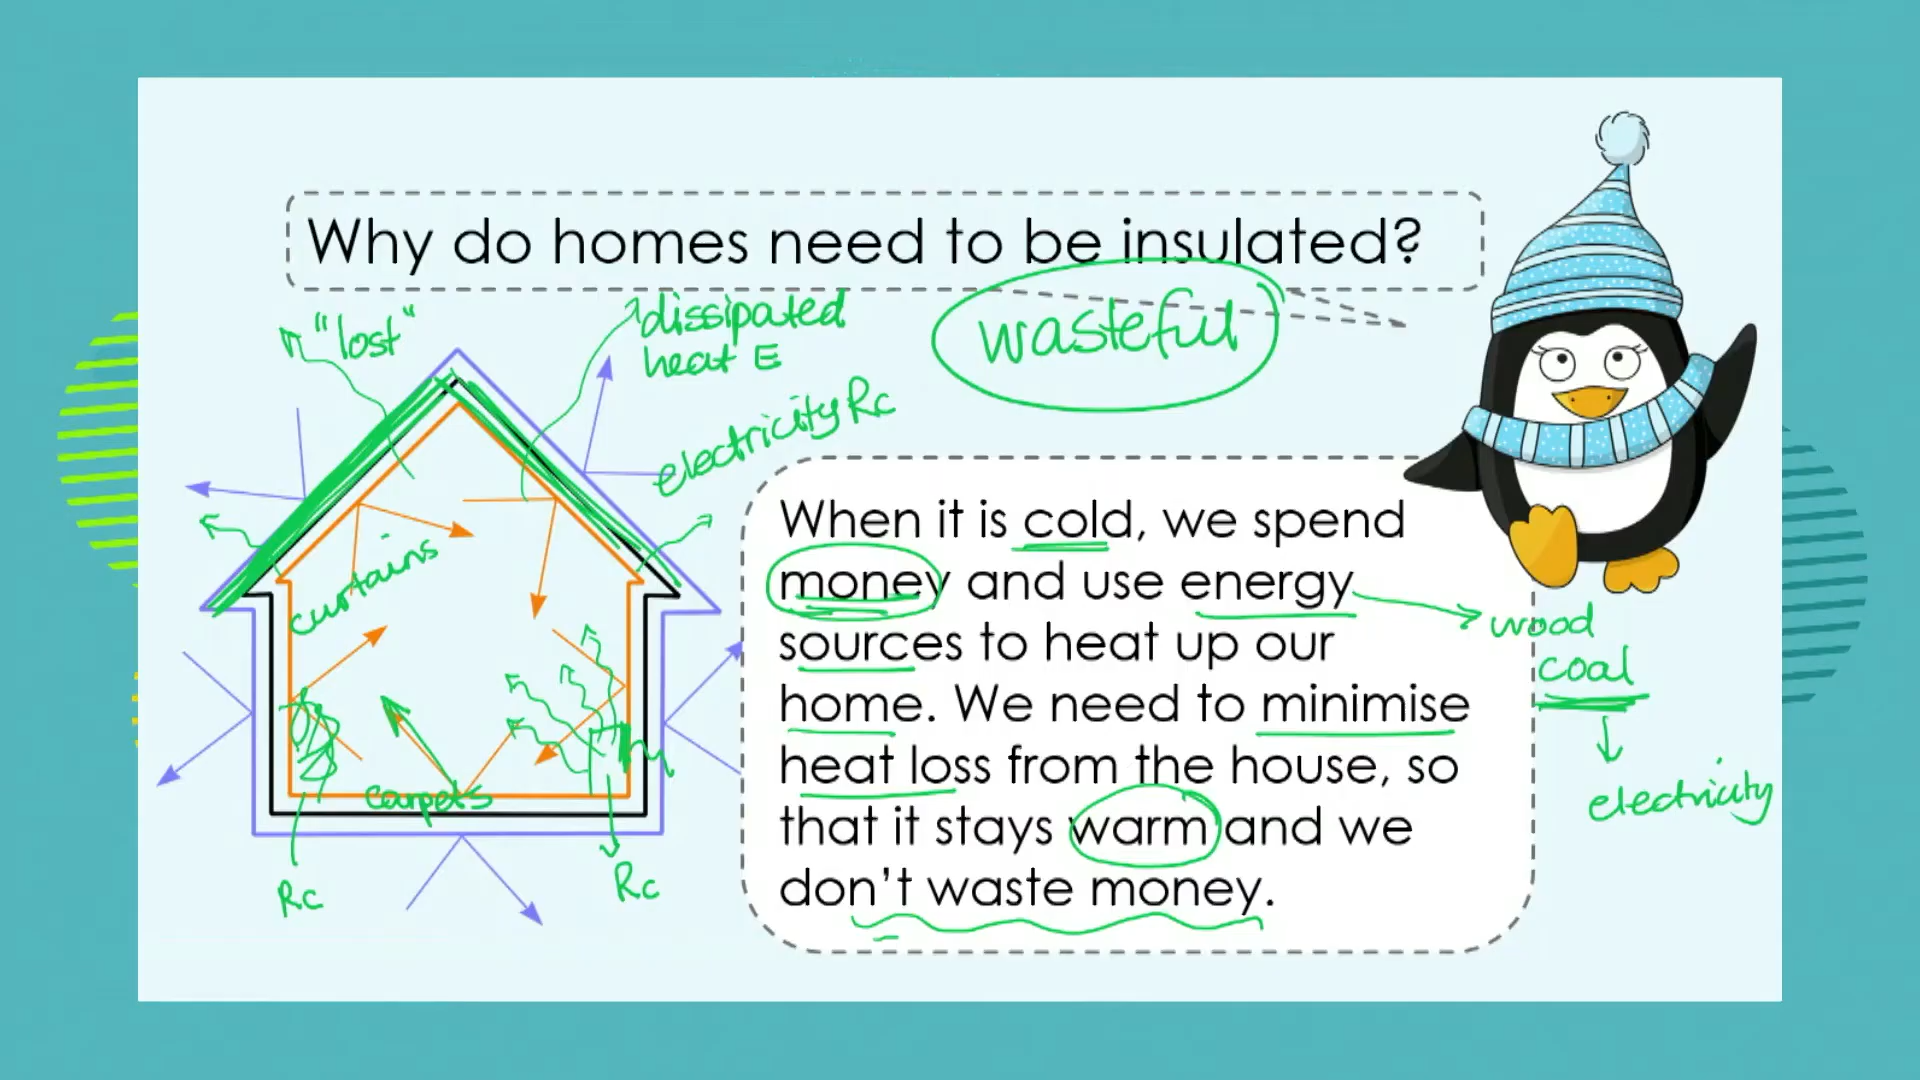 Why do homes need to be insulated?
"lost"
dissipated
heat E
wasteful
electricity Rc
When it is cold, we spend
money and use energy
sources to heat up our
home. We need to minimise
heat loss from the house, so
that it stays warm and we
don't waste money.
wood
coal
electricity
curtains
carpets
Rc
Rc